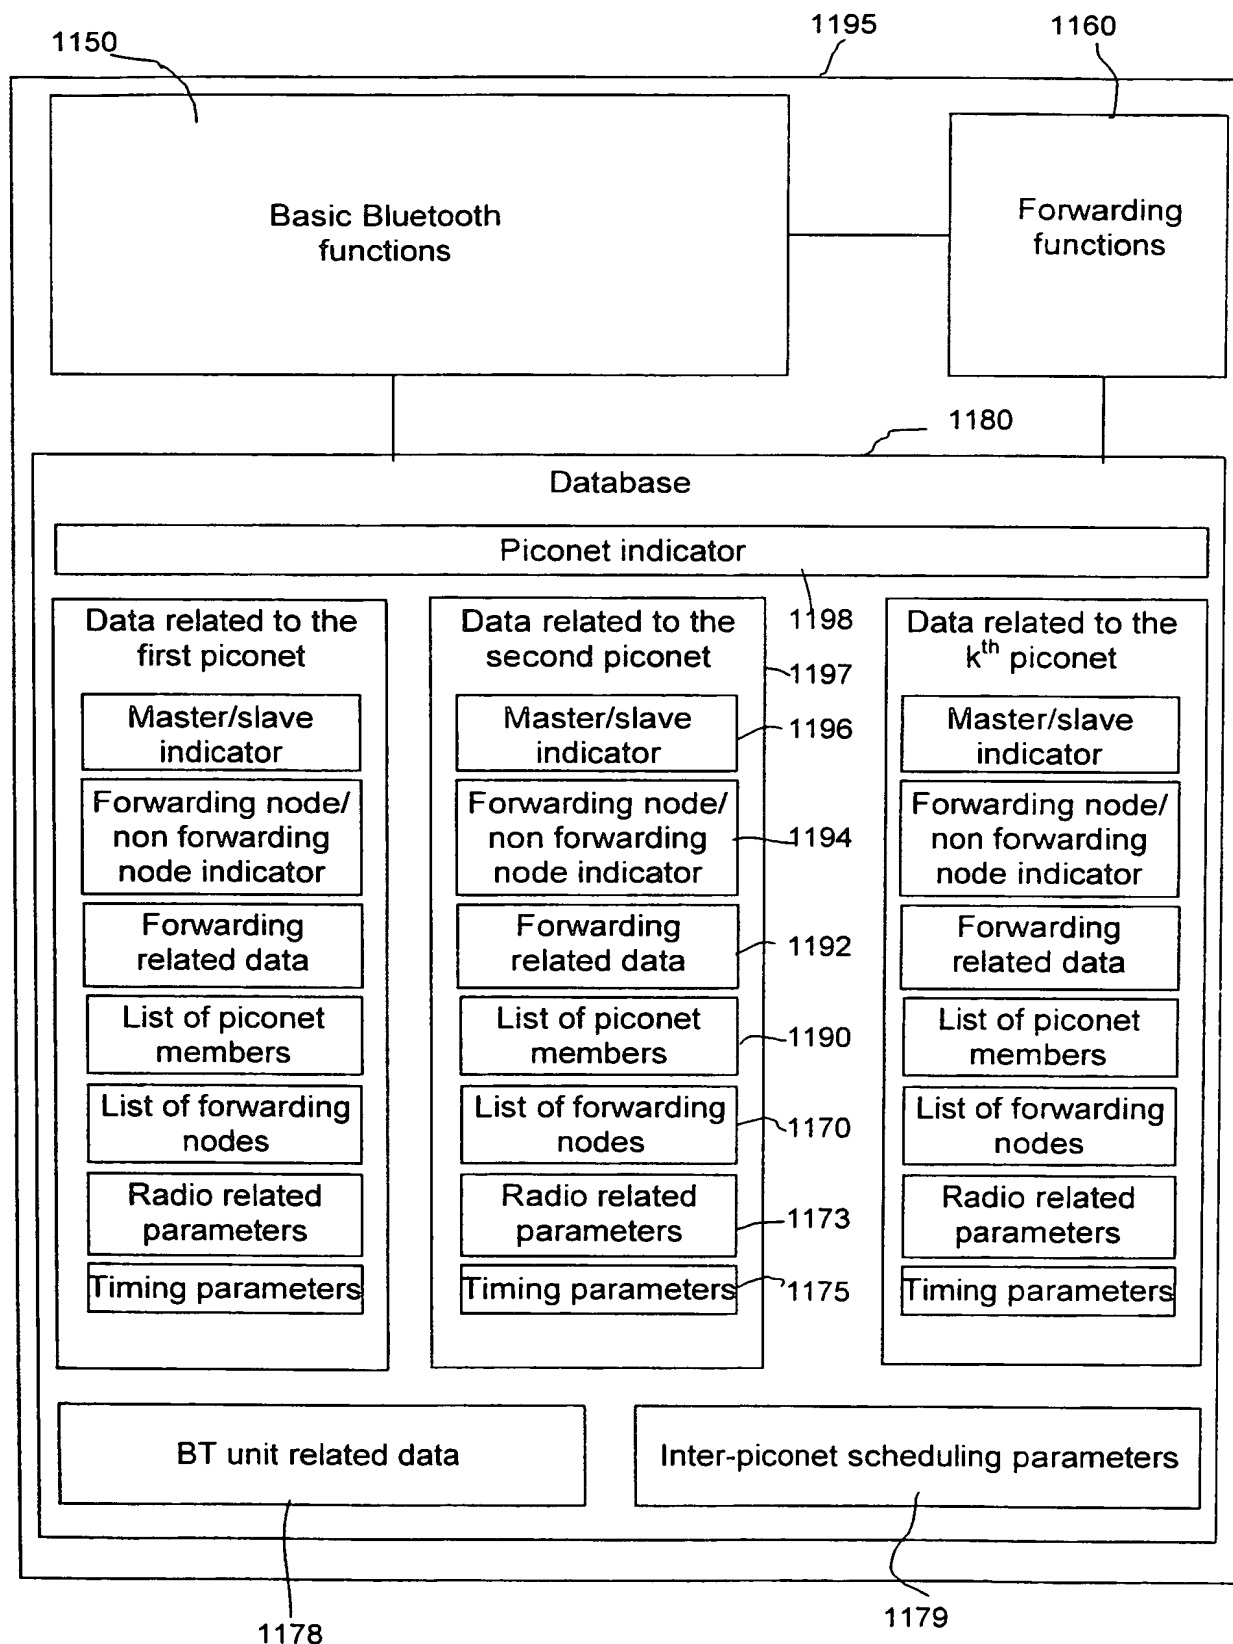 1150
1195
1160
Basic Bluetooth
functions
Forwarding
functions
1180
Database
Piconet indicator
Data related to the
first piconet
Master/slave
indicator
Forwarding node/
non forwarding
node indicator
Forwarding
related data
List of piconet
members
List of forwarding
nodes
Radio related
parameters
Timing parameters
Data related to the
second piconet
Master/slave
indicator
Forwarding node/
non forwarding
node indicator
Forwarding
related data
List of piconet
members
List of forwarding
nodes
Radio related
parameters
Timing parameters
1198
1197
1196
1194
1192
1190
1170
1173
1175
Data related to the
kth piconet
Master/slave
indicator
Forwarding node/
non forwarding
node indicator
Forwarding
related data
List of piconet
members
List of forwarding
nodes
Radio related
parameters
Timing parameters
BT unit related data
Inter-piconet scheduling parameters
1178
1179